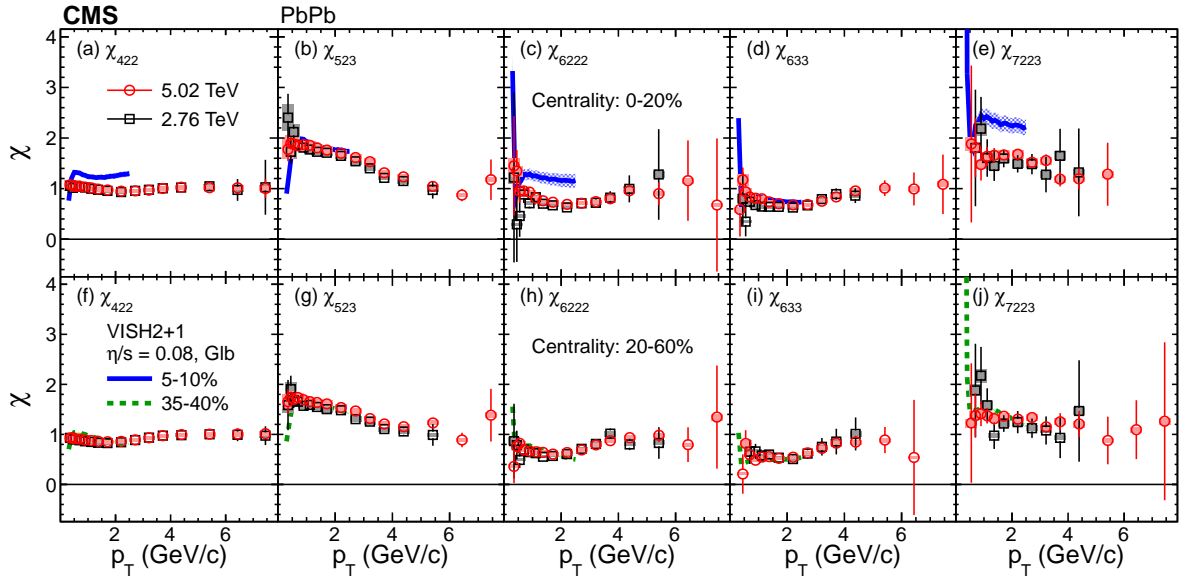 CMS PbPb
(a) χ422
(b) χ523
(c) χ6222
(d) χ633
(e) χ7223
5.02 TeV
2.76 TeV
Centrality: 0-20%
4
3
2
1
0
χ
(f) χ422
(g) χ523
(h) χ6222
(i) χ633
(j) χ7223
VISH2+1
η/s = 0.08, Glb
5-10%
35-40%
Centrality: 20-60%
4
3
2
1
0
χ
0 2 4 6
2 4 6
2 4 6
2 4 6
2 4 6
pT (GeV/c)
pT (GeV/c)
pT (GeV/c)
pT (GeV/c)
pT (GeV/c)